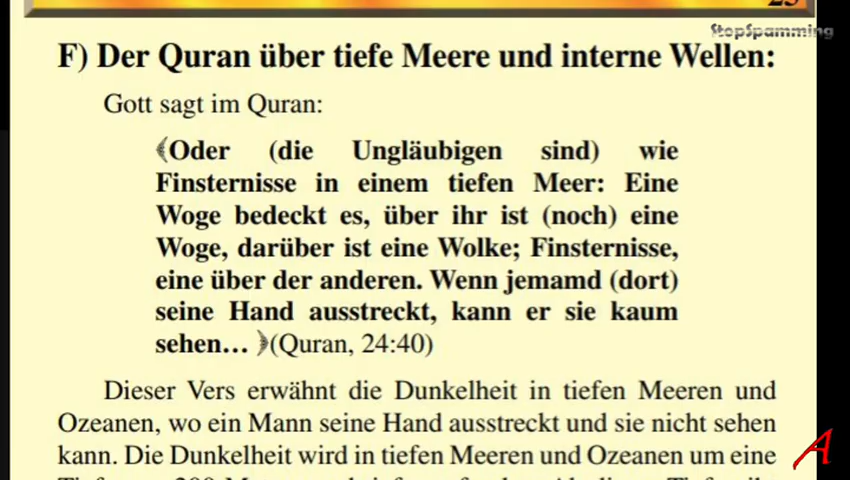 StopSpamming
F) Der Quran über tiefe Meere und interne Wellen:
Gott sagt im Quran:
﴾Oder (die Ungläubigen sind) wie
Finsternisse in einem tiefen Meer: Eine
Woge bedeckt es, über ihr ist (noch) eine
Woge, darüber ist eine Wolke; Finsternisse,
eine über der anderen. Wenn jemamd (dort)
seine Hand ausstreckt, kann er sie kaum
sehen… ﴿(Quran, 24:40)
Dieser Vers erwähnt die Dunkelheit in tiefen Meeren und
Ozeanen, wo ein Mann seine Hand ausstreckt und sie nicht sehen
kann. Die Dunkelheit wird in tiefen Meeren und Ozeanen um eine
A